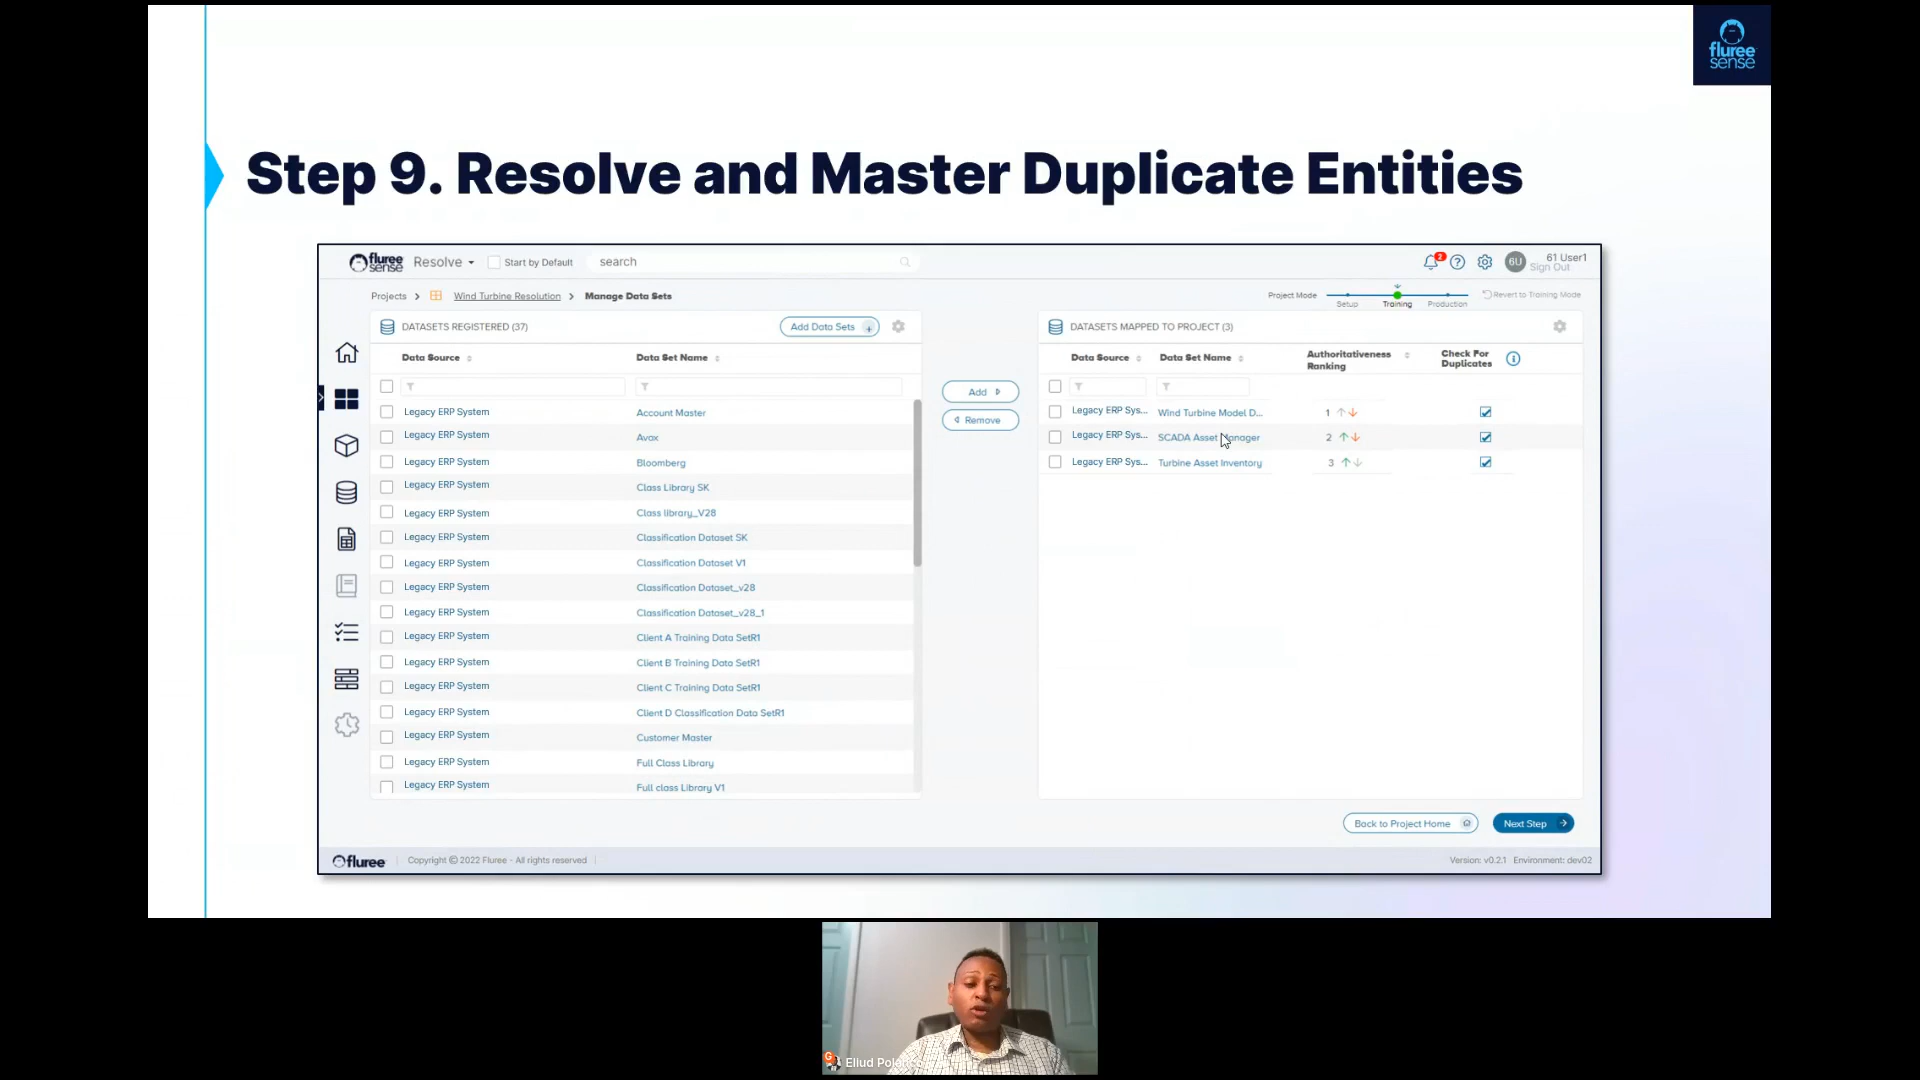 fluree
sense
Step 9. Resolve and Master Duplicate Entities
fluree
sense
Resolve
Start by Default
search
2
6U
61 User1
Sign Out
Projects
Wind Turbine Resolution
Manage Data Sets
Project Mode
Setup
Training
Production
Revert to Training Mode
DATASETS REGISTERED (37)
Add Data Sets
Data Source
Data Set Name
Legacy ERP System Account Master
Legacy ERP System Avox
Legacy ERP System Bloomberg
Legacy ERP System Class Library SK
Legacy ERP System Class library_V28
Legacy ERP System Classification Dataset SK
Legacy ERP System Classification Dataset V1
Legacy ERP System Classification Dataset_v28
Legacy ERP System Classification Dataset_v28_1
Legacy ERP System Client A Training Data SetR1
Legacy ERP System Client B Training Data SetR1
Legacy ERP System Client C Training Data SetR1
Legacy ERP System Client D Classification Data SetR1
Legacy ERP System Customer Master
Legacy ERP System Full Class Library
Legacy ERP System Full class Library V1
Add
Remove
DATASETS MAPPED TO PROJECT (3)
Data Source
Data Set Name
Authoritativeness
Ranking
Check For
Duplicates
Legacy ERP Sys... Wind Turbine Model D... 1
Legacy ERP Sys... SCADA Asset Manager 2
Legacy ERP Sys... Turbine Asset Inventory 3
Back to Project Home
Next Step
fluree
Copyright © 2022 Fluree - All rights reserved
Version: v0.2.1 Environment: dev02
G
Eliud